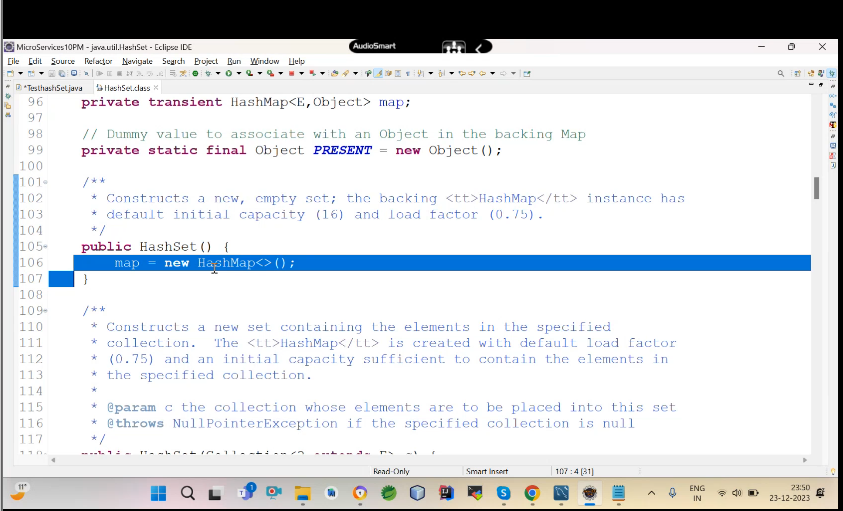 AudioSmart
MicroServices10PM - java.util.HashSet - Eclipse IDE
File Edit Source Refactor Navigate Search Project Run Window Help
*TesthashSet.java HashSet.class
96 private transient HashMap<E,Object> map;
97
98 // Dummy value to associate with an Object in the backing Map
99 private static final Object PRESENT = new Object();
100
101 /**
102 * Constructs a new, empty set; the backing <tt>HashMap</tt> instance has
103 * default initial capacity (16) and load factor (0.75).
104 */
105 public HashSet() {
106 map = new HashMap<>();
107 }
108
109 /**
110 * Constructs a new set containing the elements in the specified
111 * collection. The <tt>HashMap</tt> is created with default load factor
112 * (0.75) and an initial capacity sufficient to contain the elements in
113 * the specified collection.
114 *
115 * @param c the collection whose elements are to be placed into this set
116 * @throws NullPointerException if the specified collection is null
117 */
Read-Only Smart Insert 107 : 4 [31]
11°
ENG
IN
23:50
23-12-2023